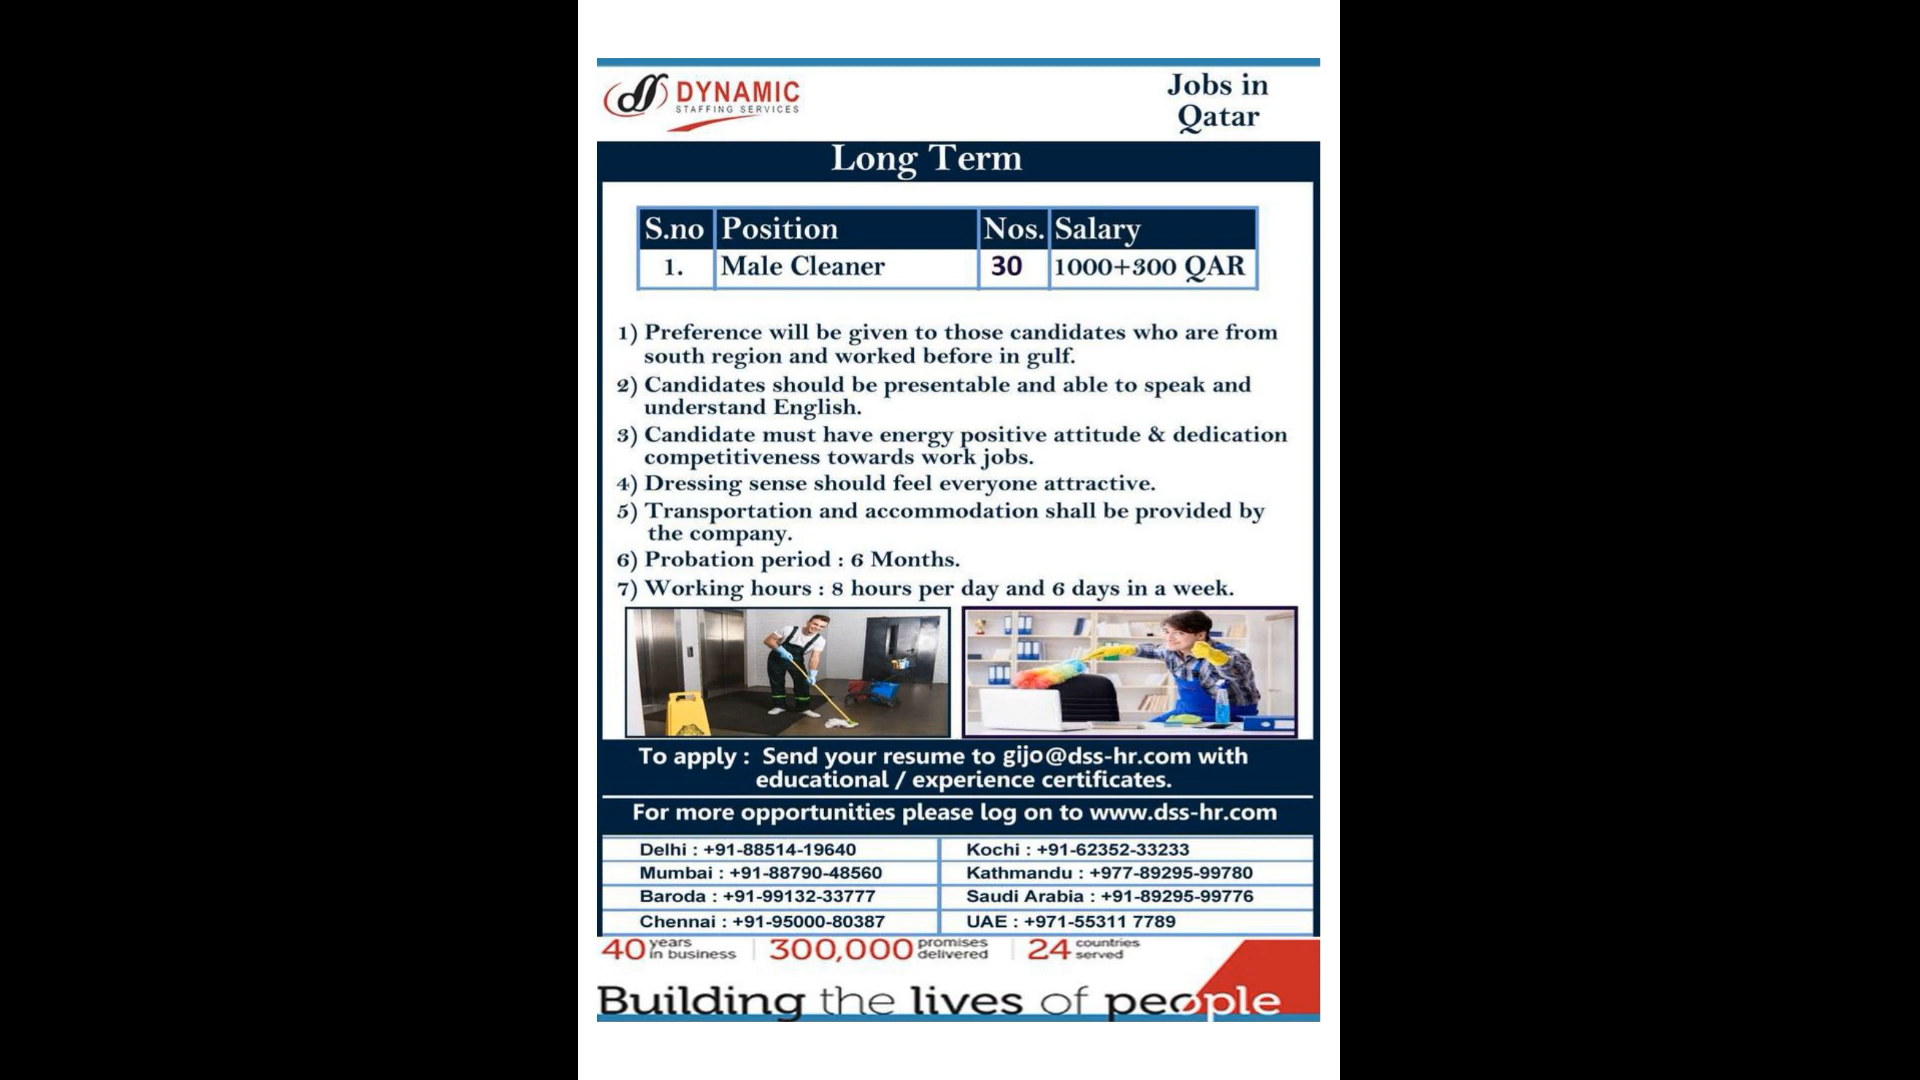 DYNAMIC
STAFFING SERVICES
Jobs in
Qatar
Long Term
S.no Position Nos. Salary
1. Male Cleaner 30 1000+300 QAR
1) Preference will be given to those candidates who are from
south region and worked before in gulf.
2) Candidates should be presentable and able to speak and
understand English.
3) Candidate must have energy positive attitude & dedication
competitiveness towards work jobs.
4) Dressing sense should feel everyone attractive.
5) Transportation and accommodation shall be provided by
the company.
6) Probation period : 6 Months.
7) Working hours : 8 hours per day and 6 days in a week.
To apply : Send your resume to gijo@dss-hr.com with
educational / experience certificates.
For more opportunities please log on to www.dss-hr.com
Delhi : +91-88514-19640 Kochi : +91-62352-33233
Mumbai : +91-88790-48560 Kathmandu : +977-89295-99780
Baroda : +91-99132-33777 Saudi Arabia : +91-89295-99776
Chennai : +91-95000-80387 UAE : +971-55311 7789
40 years in business 300,000 promises delivered 24 countries served
Building the lives of people